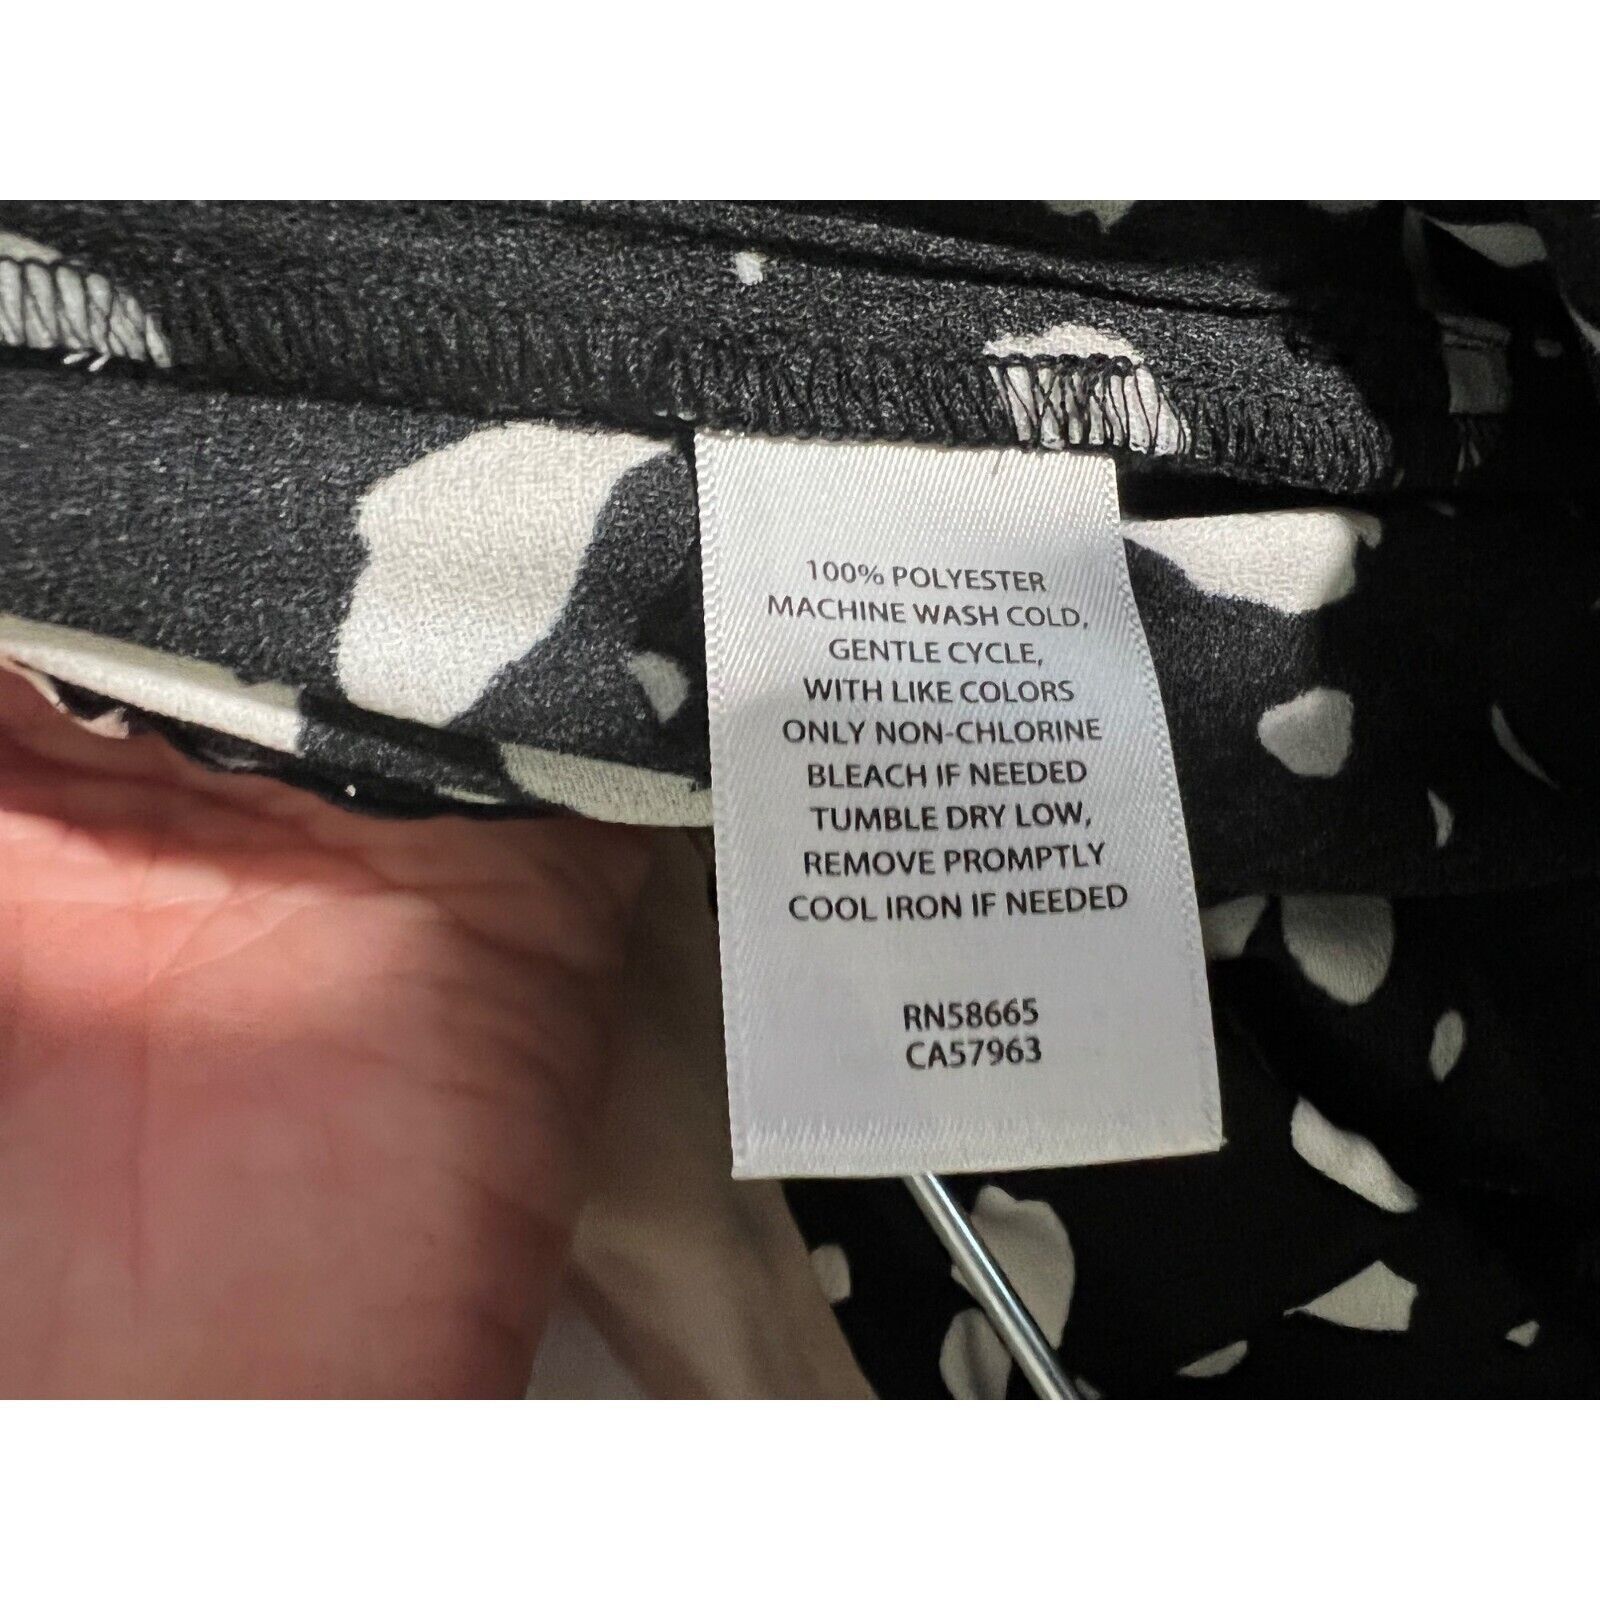 100% POLYESTER
MACHINE WASH COLD,
GENTLE CYCLE,
WITH LIKE COLORS
ONLY NON-CHLORINE
BLEACH IF NEEDED
TUMBLE DRY LOW,
REMOVE PROMPTLY
COOL IRON IF NEEDED
RN58665
CA57963